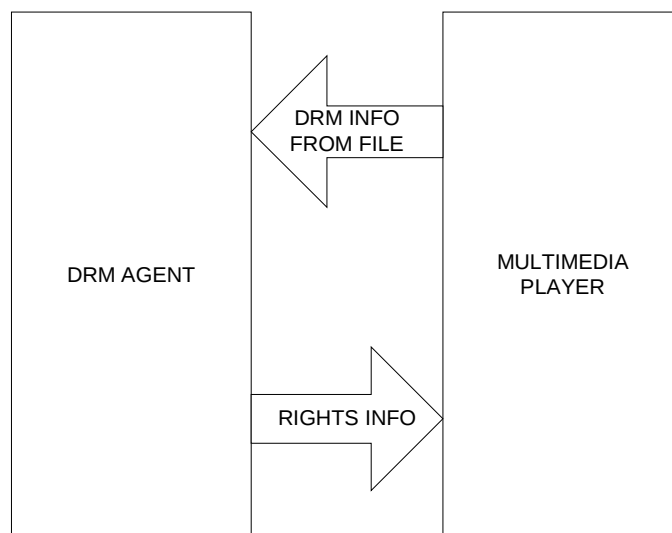 DRM INFO
FROM FILE
DRM AGENT
MULTIMEDIA
PLAYER
RIGHTS INFO